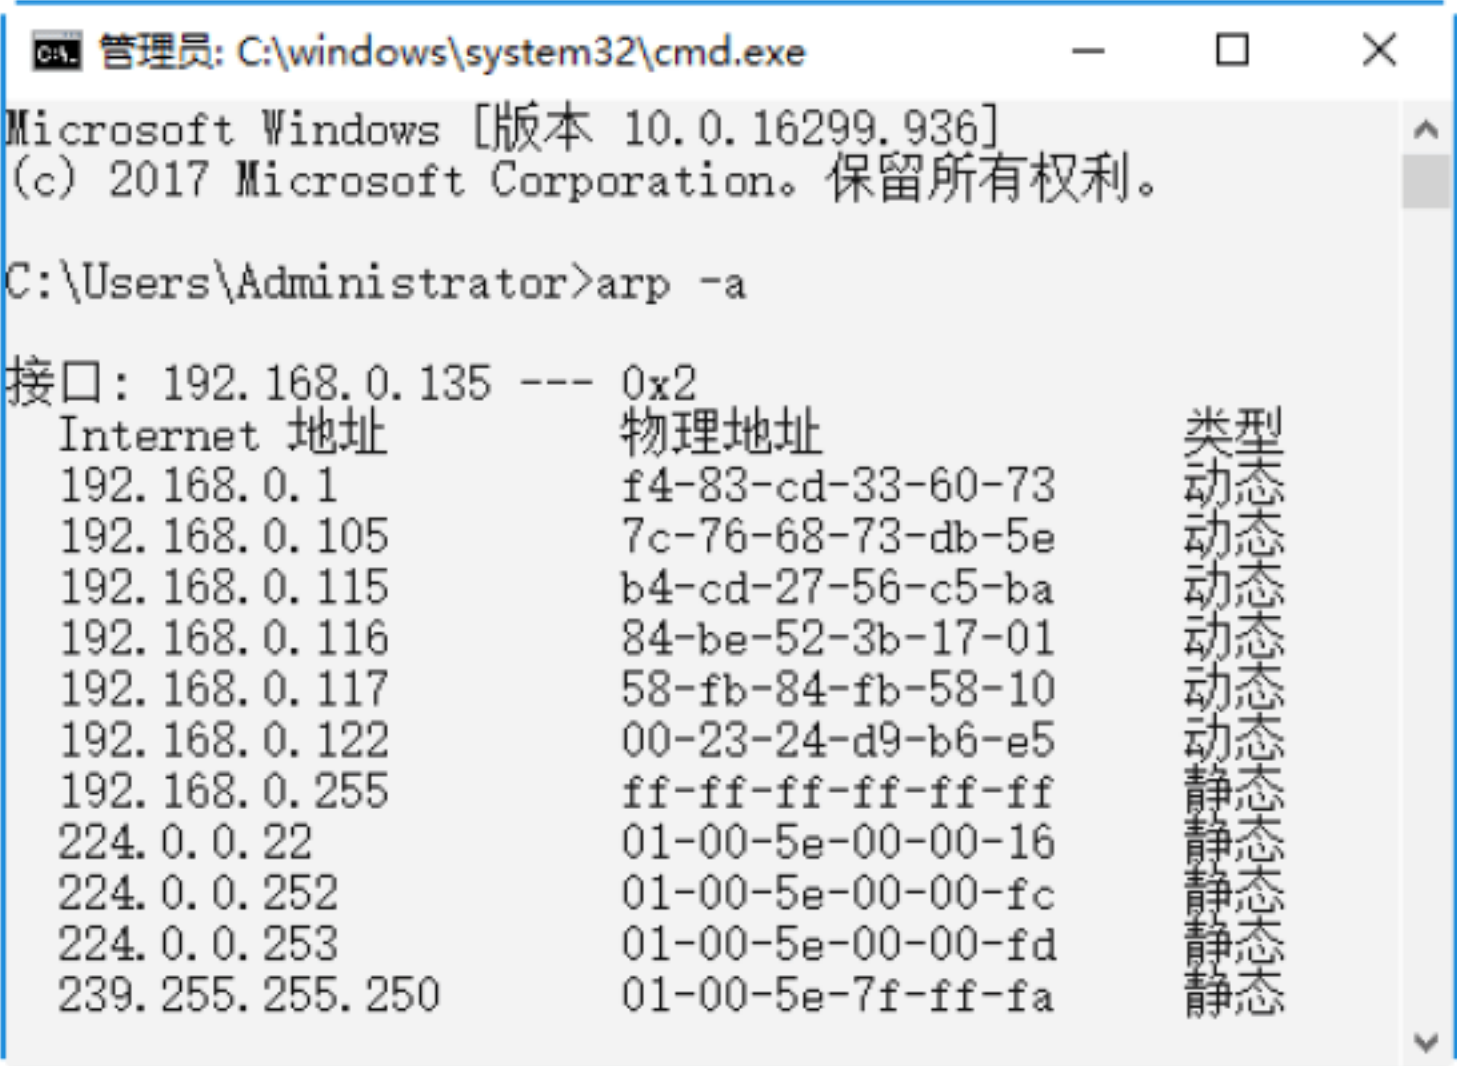 管理员: C:\windows\system32\cmd.exe
Microsoft Windows [版本 10.0.16299.936]
(c) 2017 Microsoft Corporation。保留所有权利。
C:\Users\Administrator>arp -a
接口: 192.168.0.135 --- 0x2
Internet 地址 物理地址 类型
192.168.0.1 f4-83-cd-33-60-73 动态
192.168.0.105 7c-76-68-73-db-5e 动态
192.168.0.115 b4-cd-27-56-c5-ba 动态
192.168.0.116 84-be-52-3b-17-01 动态
192.168.0.117 58-fb-84-fb-58-10 动态
192.168.0.122 00-23-24-d9-b6-e5 动态
192.168.0.255 ff-ff-ff-ff-ff-ff 静态
224.0.0.22 01-00-5e-00-00-16 静态
224.0.0.252 01-00-5e-00-00-fc 静态
224.0.0.253 01-00-5e-00-00-fd 静态
239.255.255.250 01-00-5e-7f-ff-fa 静态